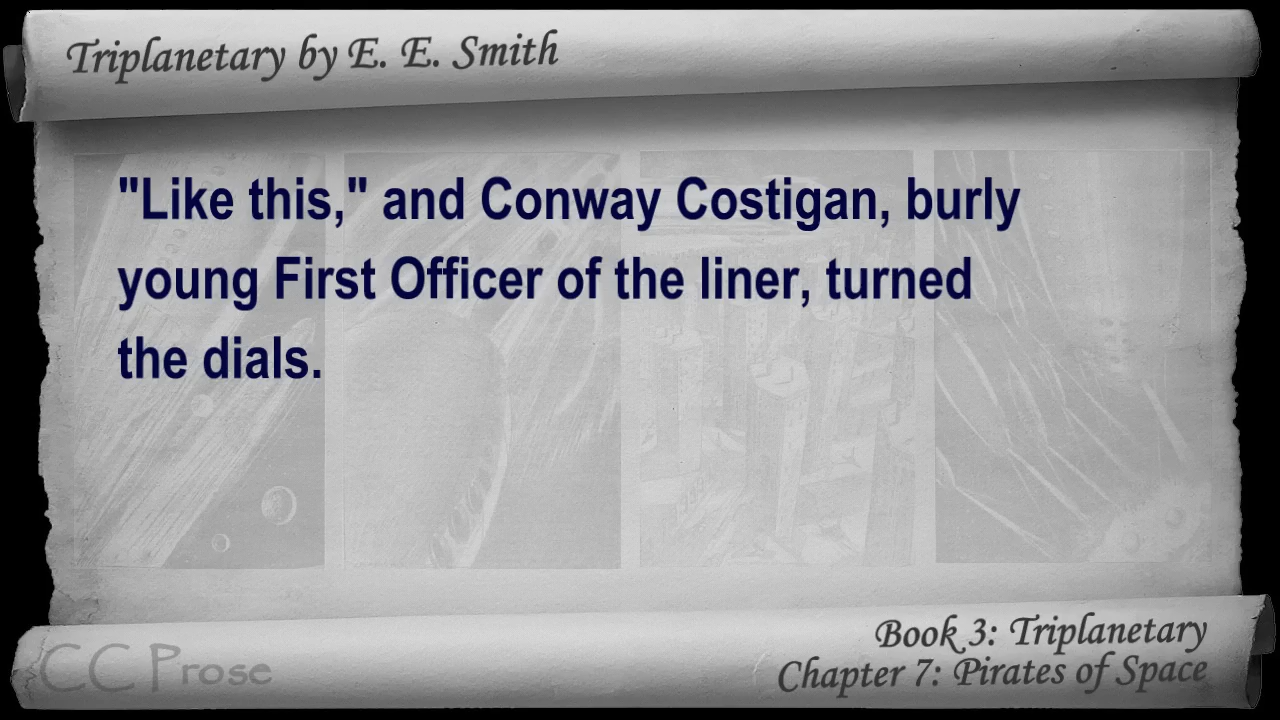 Triplanetary by E. E. Smith
"Like this," and Conway Costigan, burly
young First Officer of the liner, turned
the dials.
Book 3: Triplanetary
Chapter 7: Pirates of Space
CC Prose